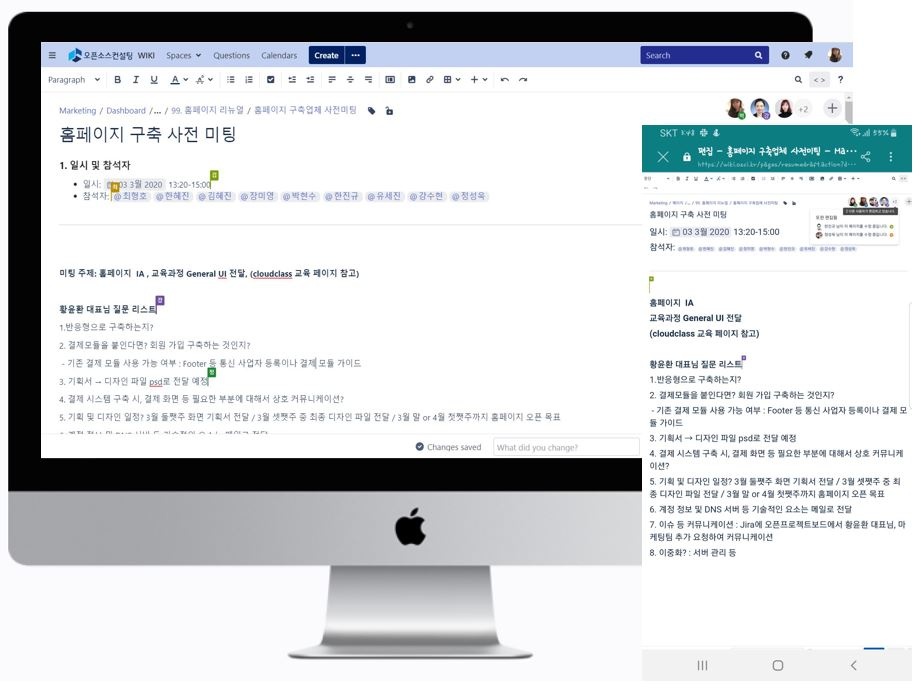 오픈소스컨설팅 WIKI Spaces Questions Calendars Create Search
Paragraph B I U A
Marketing / Dashboard /... / 99. 홈페이지 리뉴얼 / 홈페이지 구축업체 사전미팅
+2
홈페이지 구축 사전 미팅
1. 일시 및 참석자
일시: 03 3월 2020 13:20-15:00
참석자: @최형호 @한혜진 @김혜진 @장미영 @박현수 @한진규 @유세진 @강수현 @정성욱
미팅 주제: 홈페이지 IA , 교육과정 General UI 전달, (cloudclass 교육 페이지 참고)
황윤환 대표님 질문 리스트
1.반응형으로 구축하는지?
2. 결제모듈을 붙인다면? 회원 가입 구축하는 것인지?
- 기존 결제 모듈 사용 가능 여부 : Footer 등 통신 사업자 등록이나 결제 모듈 가이드
3. 기획서 → 디자인 파일 psd로 전달 예정
4. 결제 시스템 구축 시, 결제 화면 등 필요한 부분에 대해서 상호 커뮤니케이션?
5. 기획 및 디자인 일정? 3월 둘쨋주 화면 기획서 전달 / 3월 셋쨋주 중 최종 디자인 파일 전달 / 3월 말 or 4월 첫쨋주까지 홈페이지 오픈 목표
Changes saved What did you change?
SKT 55%
편집 - 홈페이지 구축업체 사전미팅 - Ma...
홈페이지 구축 사전 미팅
일시: 03 3월 2020 13:20-15:00
참석자:
홈페이지 IA
교육과정 General UI 전달
(cloudclass 교육 페이지 참고)
황윤환 대표님 질문 리스트
1.반응형으로 구축하는지?
2. 결제모듈을 붙인다면? 회원 가입 구축하는 것인지?
- 기존 결제 모듈 사용 가능 여부 : Footer 등 통신 사업자 등록이나 결제 모
듈 가이드
3. 기획서 → 디자인 파일 psd로 전달 예정
4. 결제 시스템 구축 시, 결제 화면 등 필요한 부분에 대해서 상호 커뮤니케
이션?
5. 기획 및 디자인 일정? 3월 둘쨋주 화면 기획서 전달 / 3월 셋쨋주 중 최
종 디자인 파일 전달 / 3월 말 or 4월 첫쨋주까지 홈페이지 오픈 목표
6. 계정 정보 및 DNS 서버 등 기술적인 요소는 메일로 전달
7. 이슈 등 커뮤니케이션 : Jira에 오픈프로젝트보드에서 황윤환 대표님, 마
케팅팀 추가 요청하여 커뮤니케이션
8. 이중화? : 서버 관리 등